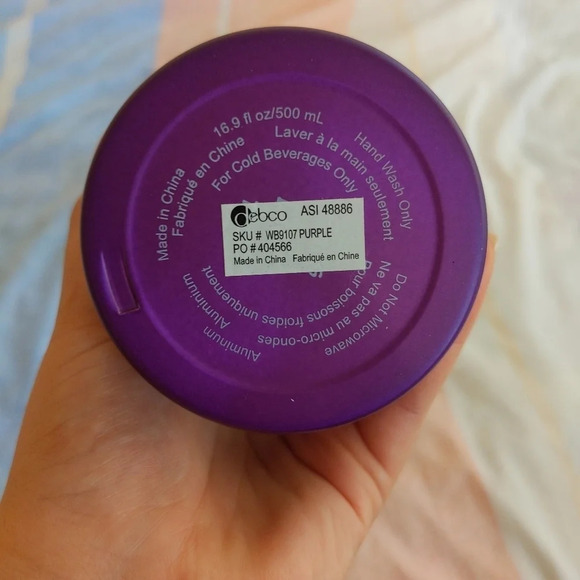 16.9 fl oz/500 mL
Made in China
Fabriqué en Chine
For Cold Beverages Only
Hand Wash Only
Laver à la main seulement
debco ASI 48886
SKU # WB9107 PURPLE
PO # 404566
Made in China Fabriqué en Chine
Do Not Microwave
Ne va pas au micro-ondes
Pour boissons froides uniquement
Aluminum
Aluminium